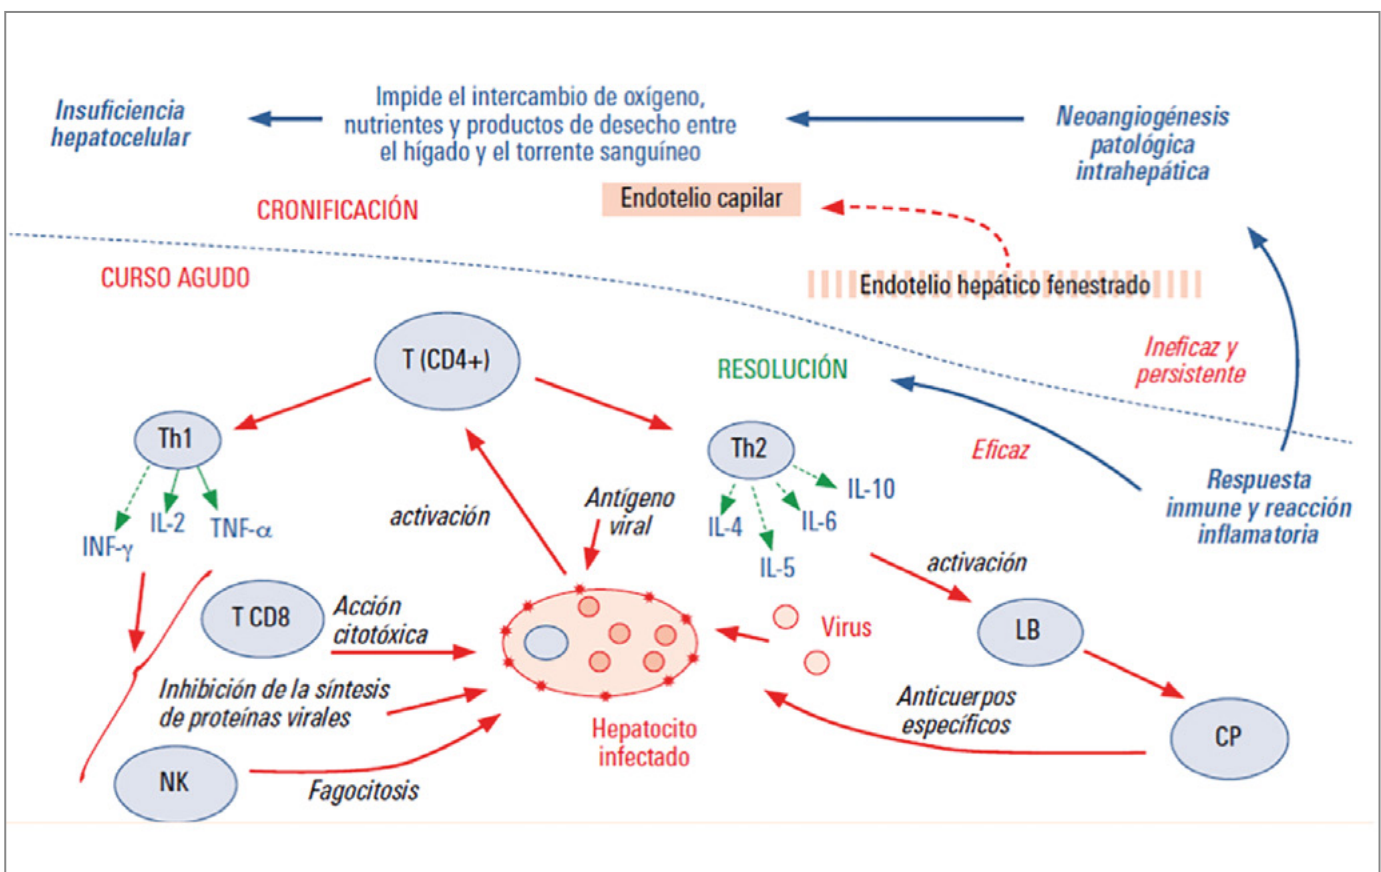 Insuficiencia
hepatocelular
Impide el intercambio de oxígeno,
nutrientes y productos de desecho entre
el hígado y el torrente sanguíneo
Neoangiogénesis
patológica
intrahepática
CRONIFICACIÓN
Endotelio capilar
CURSO AGUDO
Endotelio hepático fenestrado
T (CD4+)
RESOLUCIÓN
Ineficaz y
persistente
Th1
Th2
Eficaz
Respuesta
inmune y reacción
inflamatoria
INF-γ
IL-2
TNF-α
activación
Antígeno
viral
IL-4
IL-5
IL-6
IL-10
activación
T CD8
Acción
citotóxica
Virus
LB
Inhibición de la síntesis
de proteínas virales
Hepatocito
infectado
Anticuerpos
específicos
CP
NK
Fagocitosis